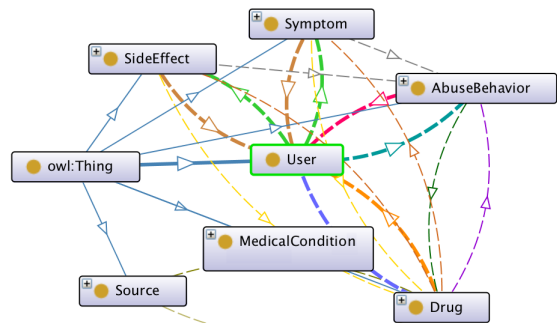 Symptom
SideEffect
AbuseBehavior
owl:Thing
User
MedicalCondition
Source
Drug